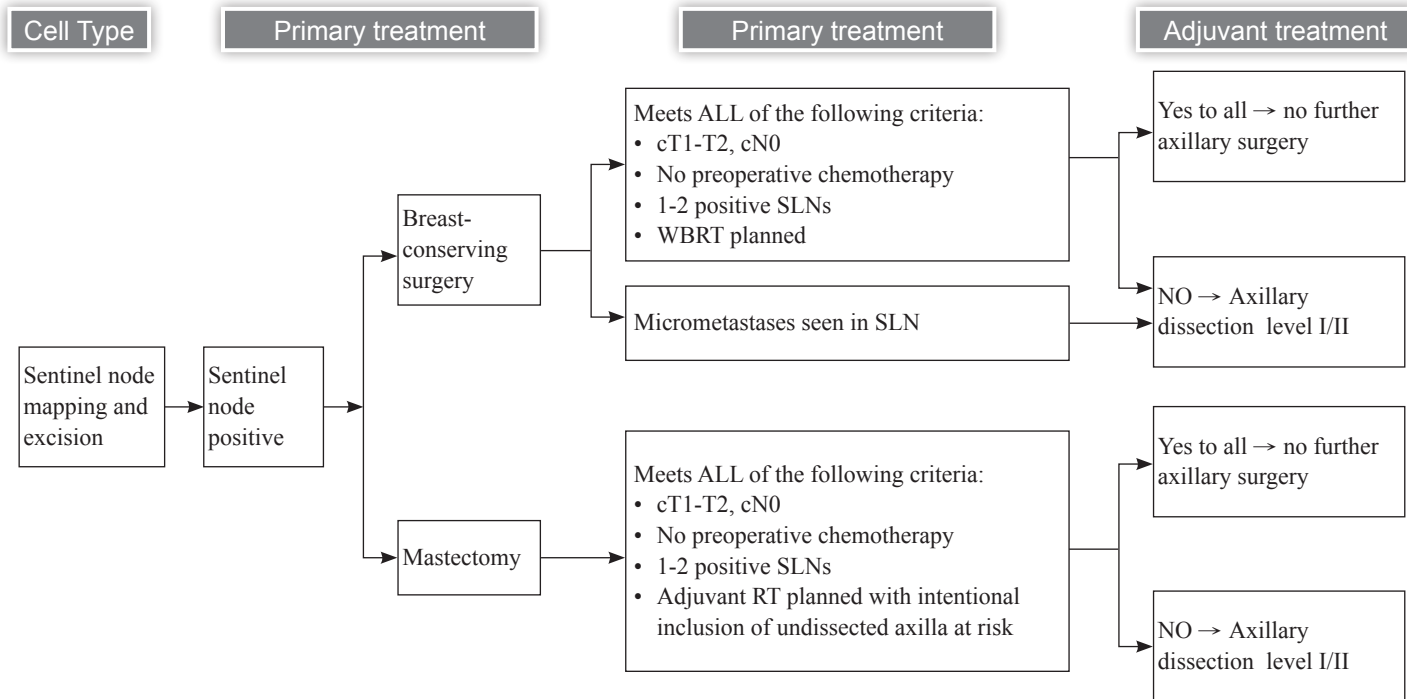 Cell Type
Primary treatment
Primary treatment
Adjuvant treatment
Sentinel node
mapping and
excision
Sentinel
node
positive
Breast-
conserving
surgery
Meets ALL of the following criteria:
• cT1-T2, cN0
• No preoperative chemotherapy
• 1-2 positive SLNs
• WBRT planned
Yes to all → no further
axillary surgery
Micrometastases seen in SLN
NO → Axillary
dissection level I/II
Mastectomy
Meets ALL of the following criteria:
• cT1-T2, cN0
• No preoperative chemotherapy
• 1-2 positive SLNs
• Adjuvant RT planned with intentional
inclusion of undissected axilla at risk
Yes to all → no further
axillary surgery
NO → Axillary
dissection level I/II